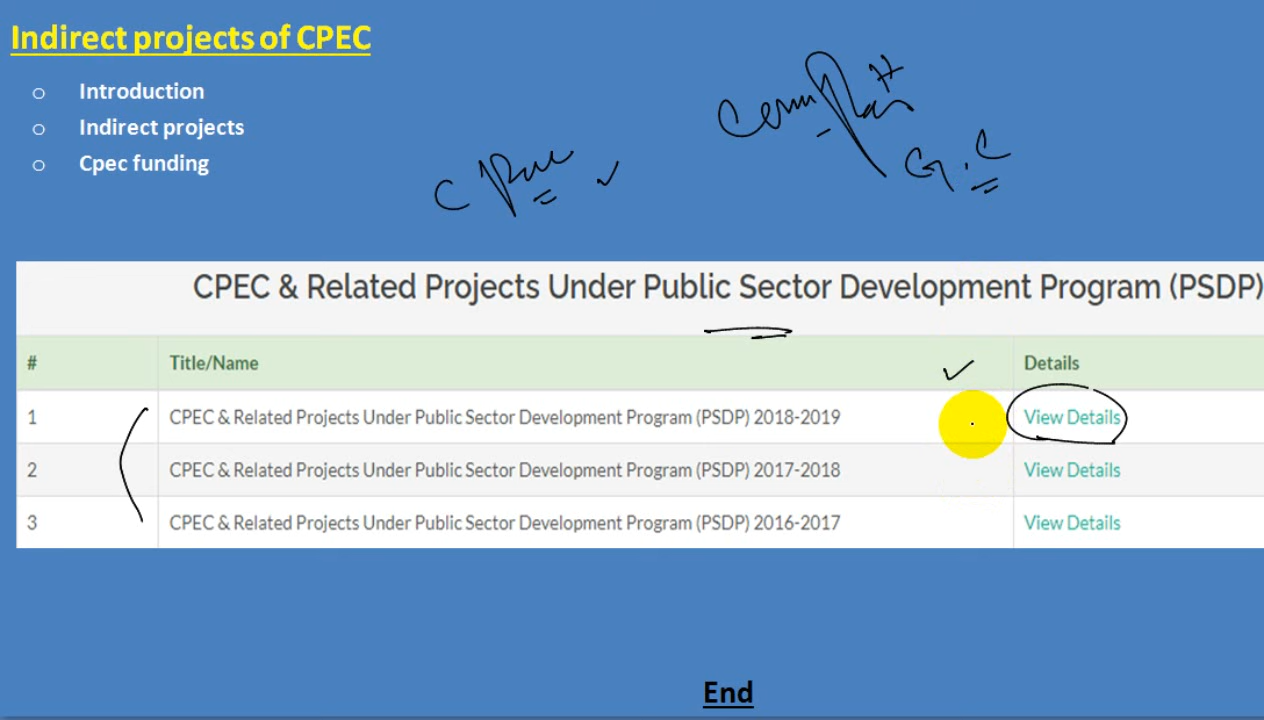 Indirect projects of CPEC
o Introduction
o Indirect projects
o Cpec funding
G.C
CPEC & Related Projects Under Public Sector Development Program (PSDP)
# Title/Name Details
1 CPEC & Related Projects Under Public Sector Development Program (PSDP) 2018-2019 View Details
2 CPEC & Related Projects Under Public Sector Development Program (PSDP) 2017-2018 View Details
3 CPEC & Related Projects Under Public Sector Development Program (PSDP) 2016-2017 View Details
End